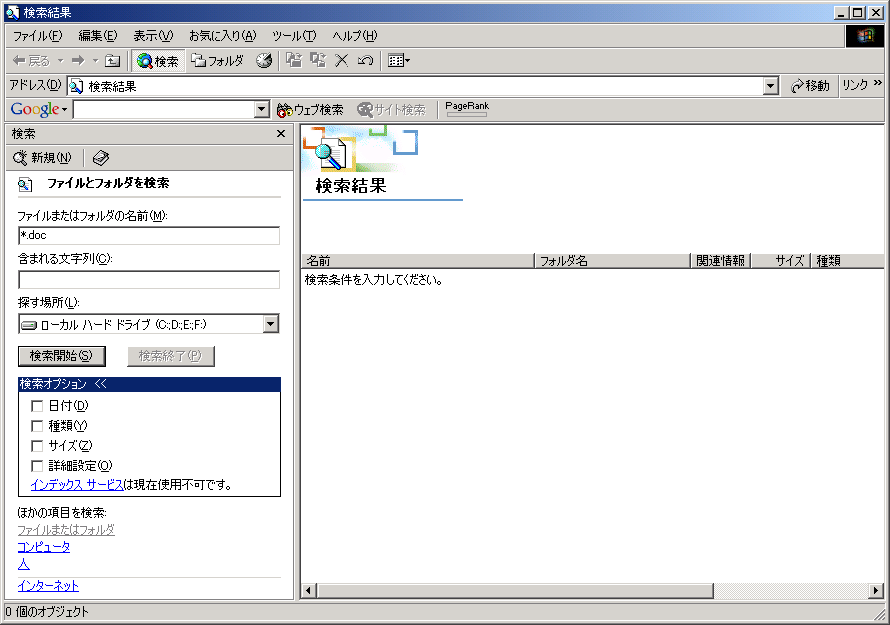 検索結果
ファイル(F) 編集(E) 表示(V) お気に入り(A) ツール(T) ヘルプ(H)
戻る 検索 フォルダ
アドレス(D) 検索結果 移動 リンク »
Google ウェブ検索 サイト検索 PageRank
検索
新規(N)
ファイルとフォルダを検索
ファイルまたはフォルダの名前(M):
*.doc
含まれる文字列(C):
探す場所(L):
ローカル ハード ドライブ (C:;D:;E:;F:)
検索開始(S) 検索終了(P)
検索オプション <<
日付(D)
種類(Y)
サイズ(Z)
詳細設定(O)
インデックス サービスは現在使用不可です。
ほかの項目を検索:
ファイルまたはフォルダ
コンピュータ
人
インターネット
検索結果
名前 フォルダ名 関連情報 サイズ 種類
検索条件を入力してください。
0 個のオブジェクト